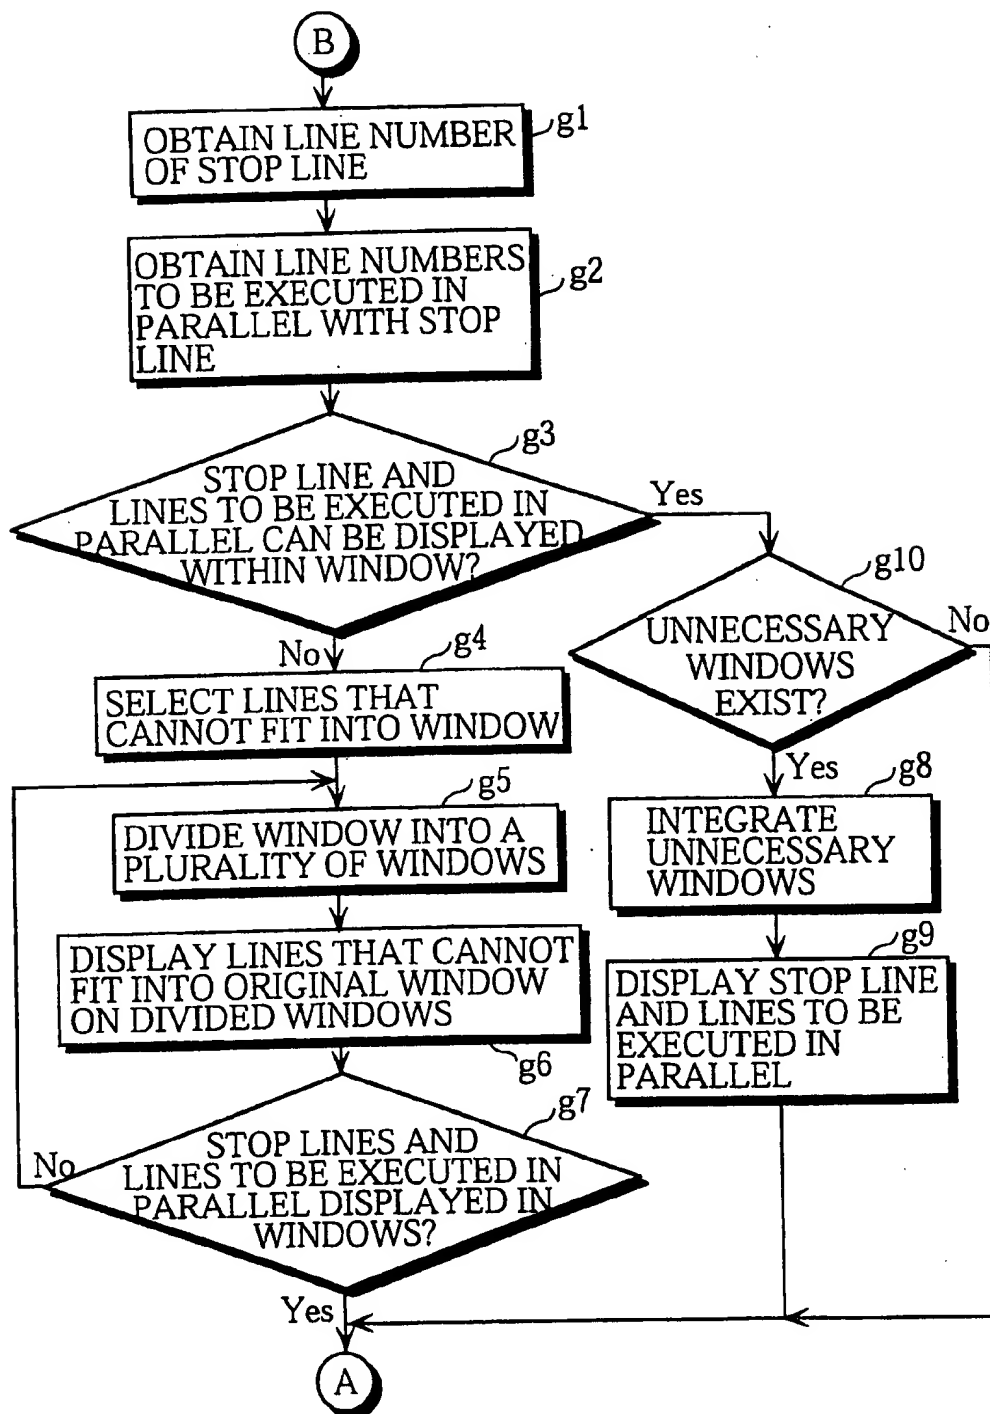 B
g1
OBTAIN LINE NUMBER
OF STOP LINE
g2
OBTAIN LINE NUMBERS
TO BE EXECUTED IN
PARALLEL WITH STOP
LINE
g3
STOP LINE AND
LINES TO BE EXECUTED IN
PARALLEL CAN BE DISPLAYED
WITHIN WINDOW?
Yes
No
g10
UNNECESSARY
WINDOWS
EXIST?
No
Yes
g4
SELECT LINES THAT
CANNOT FIT INTO WINDOW
g5
DIVIDE WINDOW INTO A
PLURALITY OF WINDOWS
g8
INTEGRATE
UNNECESSARY
WINDOWS
DISPLAY LINES THAT CANNOT
FIT INTO ORIGINAL WINDOW
ON DIVIDED WINDOWS
g6
g9
DISPLAY STOP LINE
AND LINES TO BE
EXECUTED IN
PARALLEL
g7
STOP LINES AND
LINES TO BE EXECUTED IN
PARALLEL DISPLAYED IN
WINDOWS?
No
Yes
A